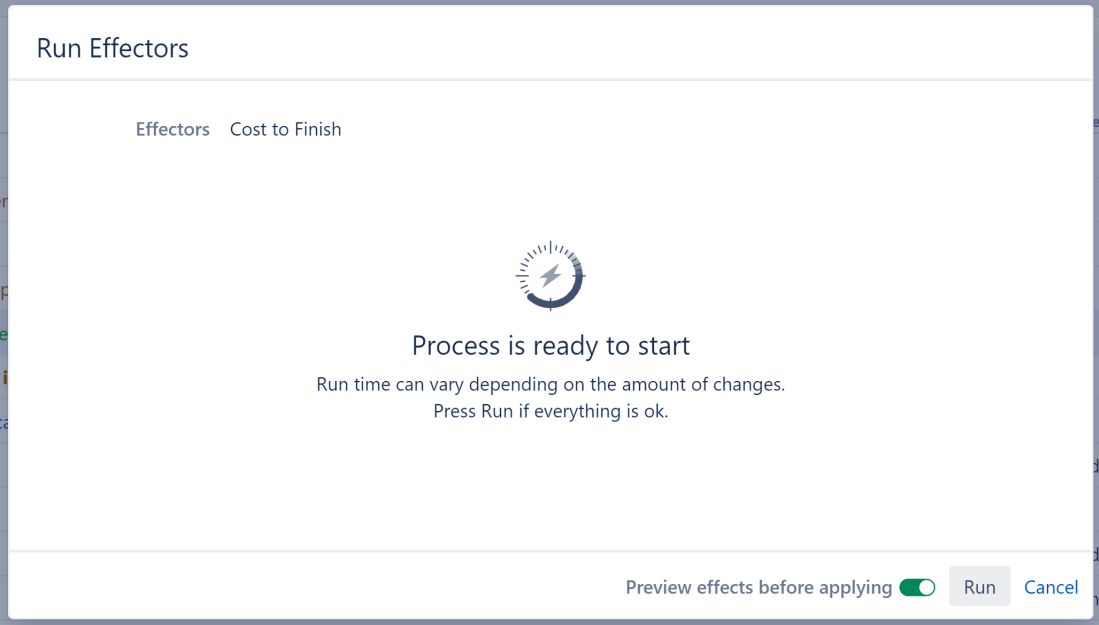 Run Effectors
Effectors Cost to Finish
Process is ready to start
Run time can vary depending on the amount of changes.
Press Run if everything is ok.
Preview effects before applying Run Cancel